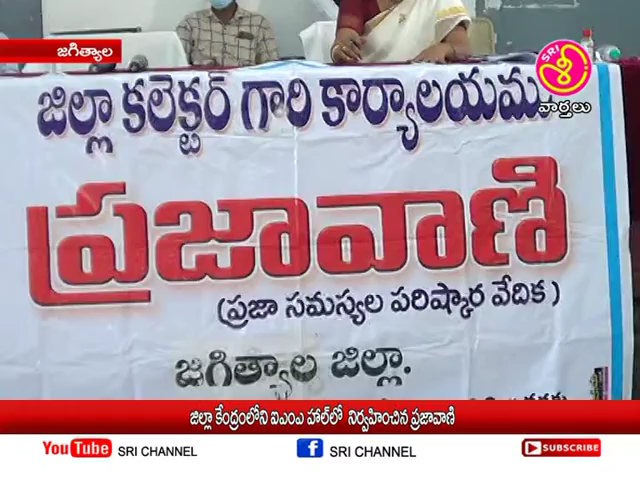 జగిత్యాల
SRI
శ్రీ
వార్తలు
జిల్లా కలెక్టర్ గారి కార్యాలయము
ప్రజావాణి
(ప్రజా సమస్యల పరిష్కార వేదిక)
జగిత్యాల జిల్లా.
జిల్లా కేంద్రంలోని ఐఎంఎ హాల్‌లో నిర్వహించిన ప్రజావాణి
YouTube SRI CHANNEL f SRI CHANNEL SUBSCRIBE